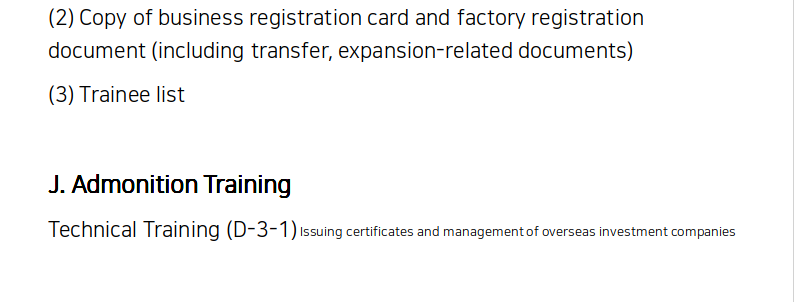 (2) Copy of business registration card and factory registration
document (including transfer, expansion-related documents)
(3) Trainee list
J. Admonition Training
Technical Training (D-3-1) Issuing certificates and management of overseas investment companies